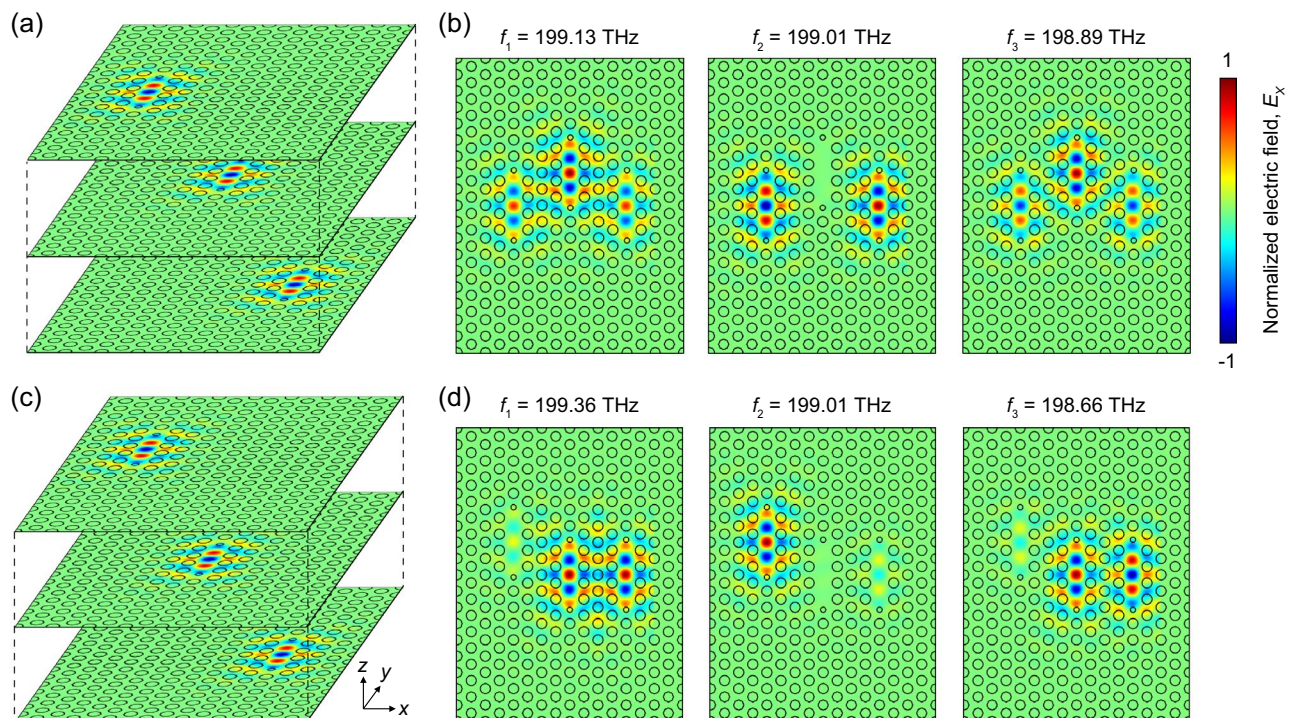 (a)
(b)
f1 = 199.13 THz
f2 = 199.01 THz
f3 = 198.89 THz
1
-1
Normalized electric field, Ex
(c)
z
y
x
(d)
f1 = 199.36 THz
f2 = 199.01 THz
f3 = 198.66 THz